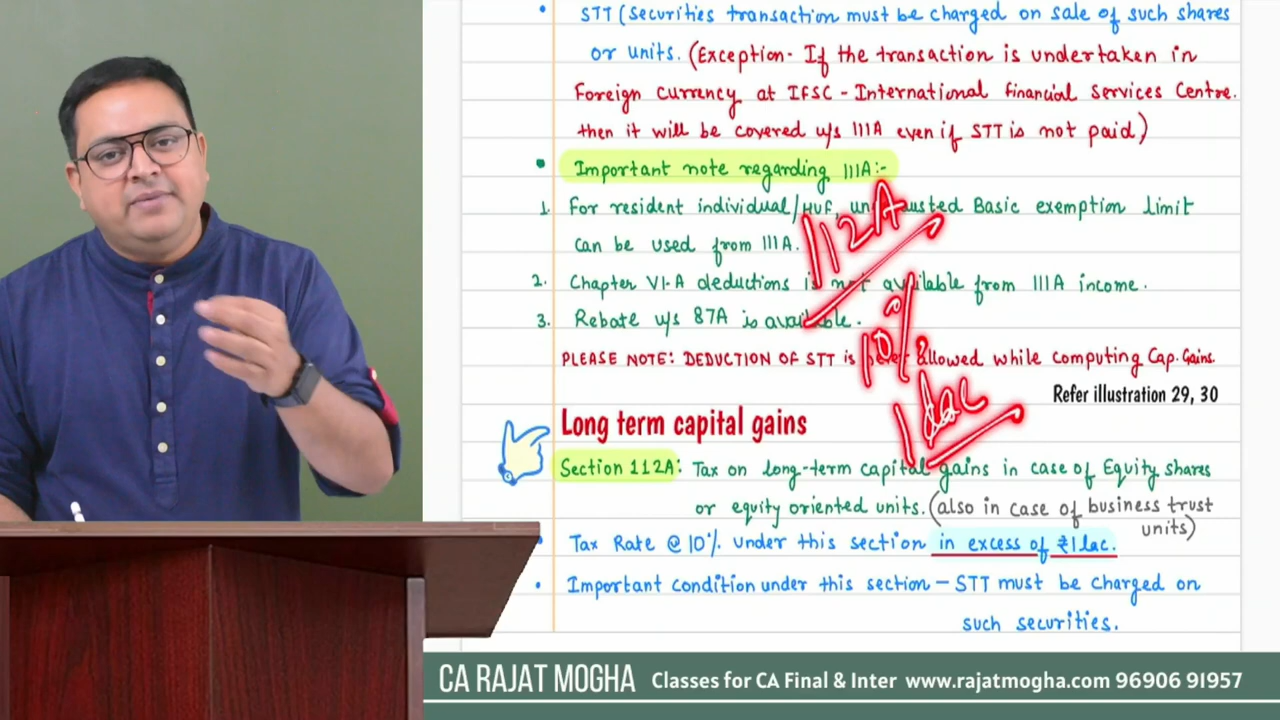 • STT (Securities transaction must be charged on sale of such shares
or units. (Exception- If the transaction is undertaken in
Foreign currency at IFSC - International Financial Services Centre.
then it will be covered u/s 111A even if STT is not paid)
• Important note regarding 111A:-
1. For resident individual/HUF, Basic exemption limit
can be used from 111A.
2. Chapter VI-A deductions is not available from 111A income.
3. Rebate u/s 87A is available.
PLEASE NOTE: DEDUCTION OF STT is allowed while computing Cap. Gains.
112A
10%
1 lac
Refer illustration 29, 30
Long term capital gains
Section 112A: Tax on long-term capital gains in case of Equity shares
or equity oriented units. (also in case of business trust
units)
• Tax Rate @ 10% under this section in excess of ₹1 lac.
• Important condition under this section – STT must be charged on
such securities.
CA RAJAT MOGHA Classes for CA Final & Inter www.rajatmogha.com 96906 91957